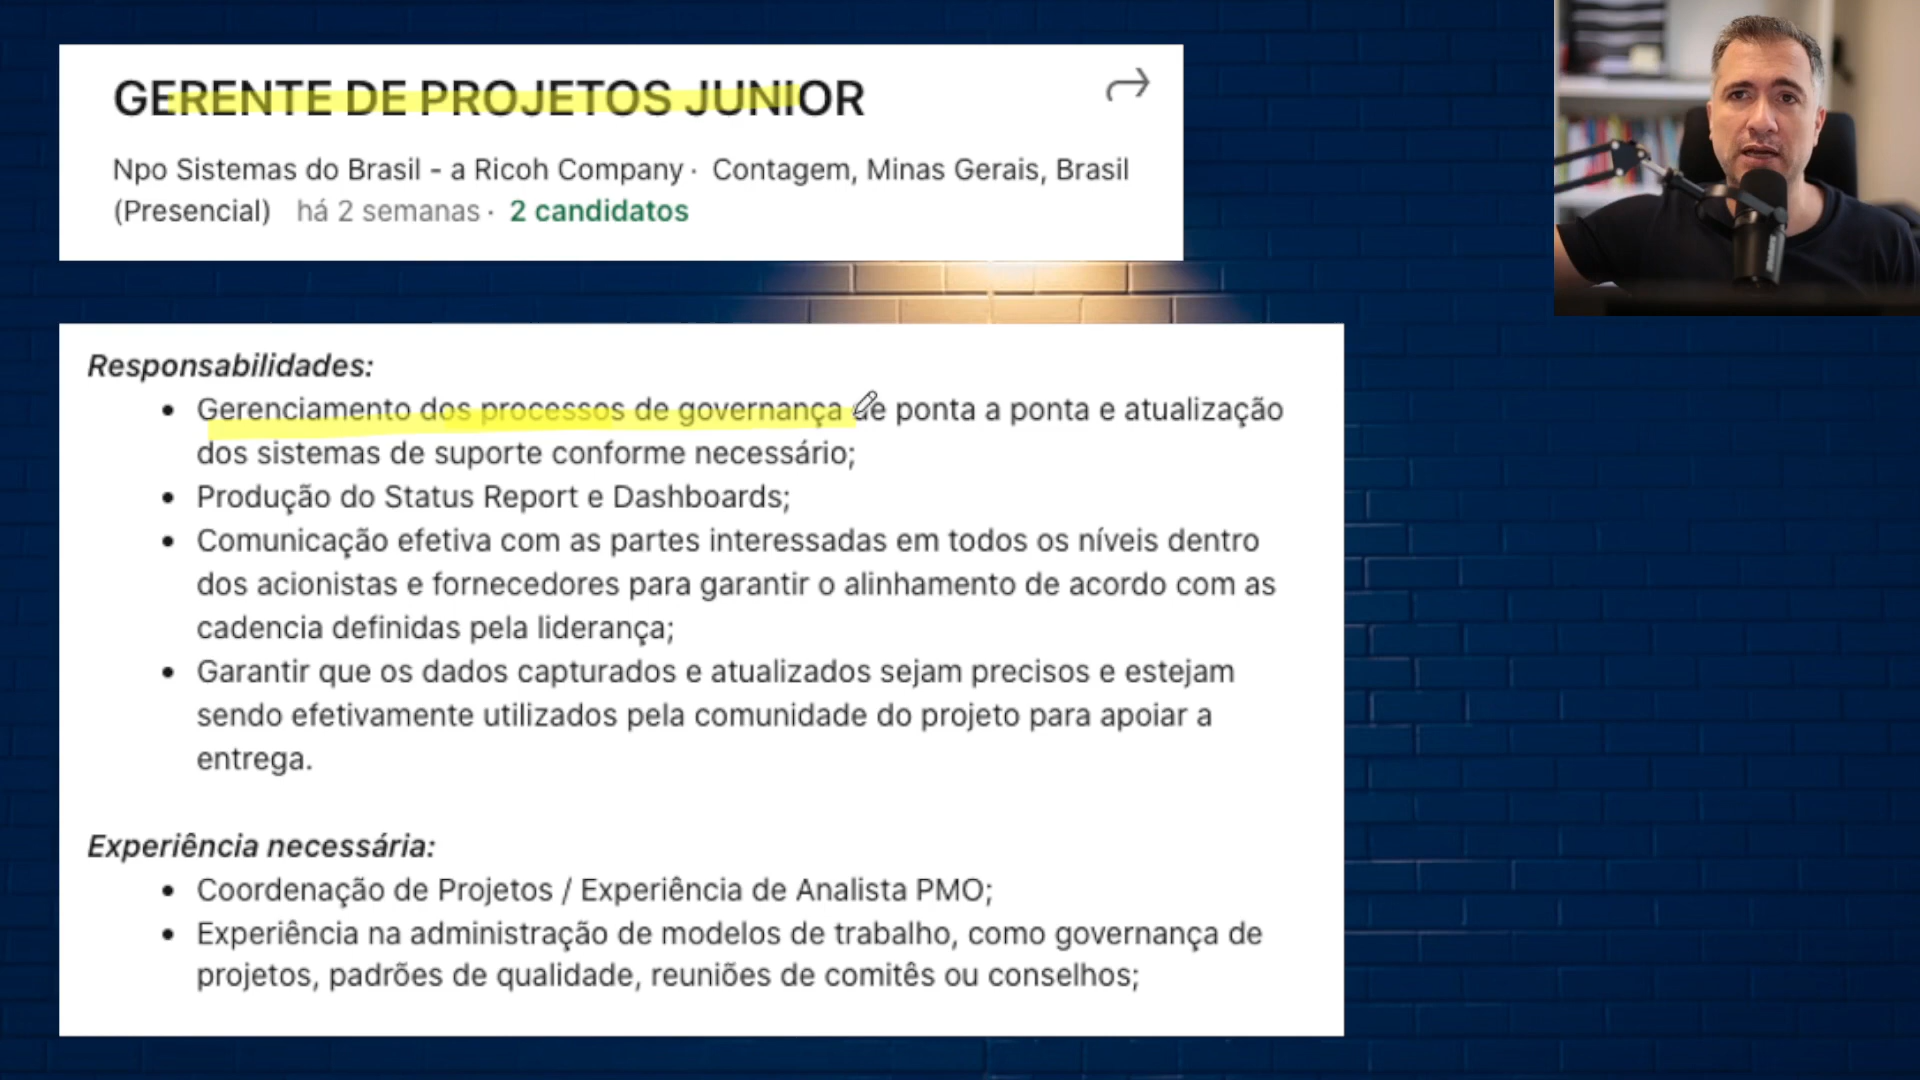 GERENTE DE PROJETOS JUNIOR
Npo Sistemas do Brasil - a Ricoh Company · Contagem, Minas Gerais, Brasil
(Presencial) há 2 semanas · 2 candidatos
Responsabilidades:
• Gerenciamento dos processos de governança de ponta a ponta e atualização
dos sistemas de suporte conforme necessário;
• Produção do Status Report e Dashboards;
• Comunicação efetiva com as partes interessadas em todos os níveis dentro
dos acionistas e fornecedores para garantir o alinhamento de acordo com as
cadencia definidas pela liderança;
• Garantir que os dados capturados e atualizados sejam precisos e estejam
sendo efetivamente utilizados pela comunidade do projeto para apoiar a
entrega.
Experiência necessária:
• Coordenação de Projetos / Experiência de Analista PMO;
• Experiência na administração de modelos de trabalho, como governança de
projetos, padrões de qualidade, reuniões de comitês ou conselhos;